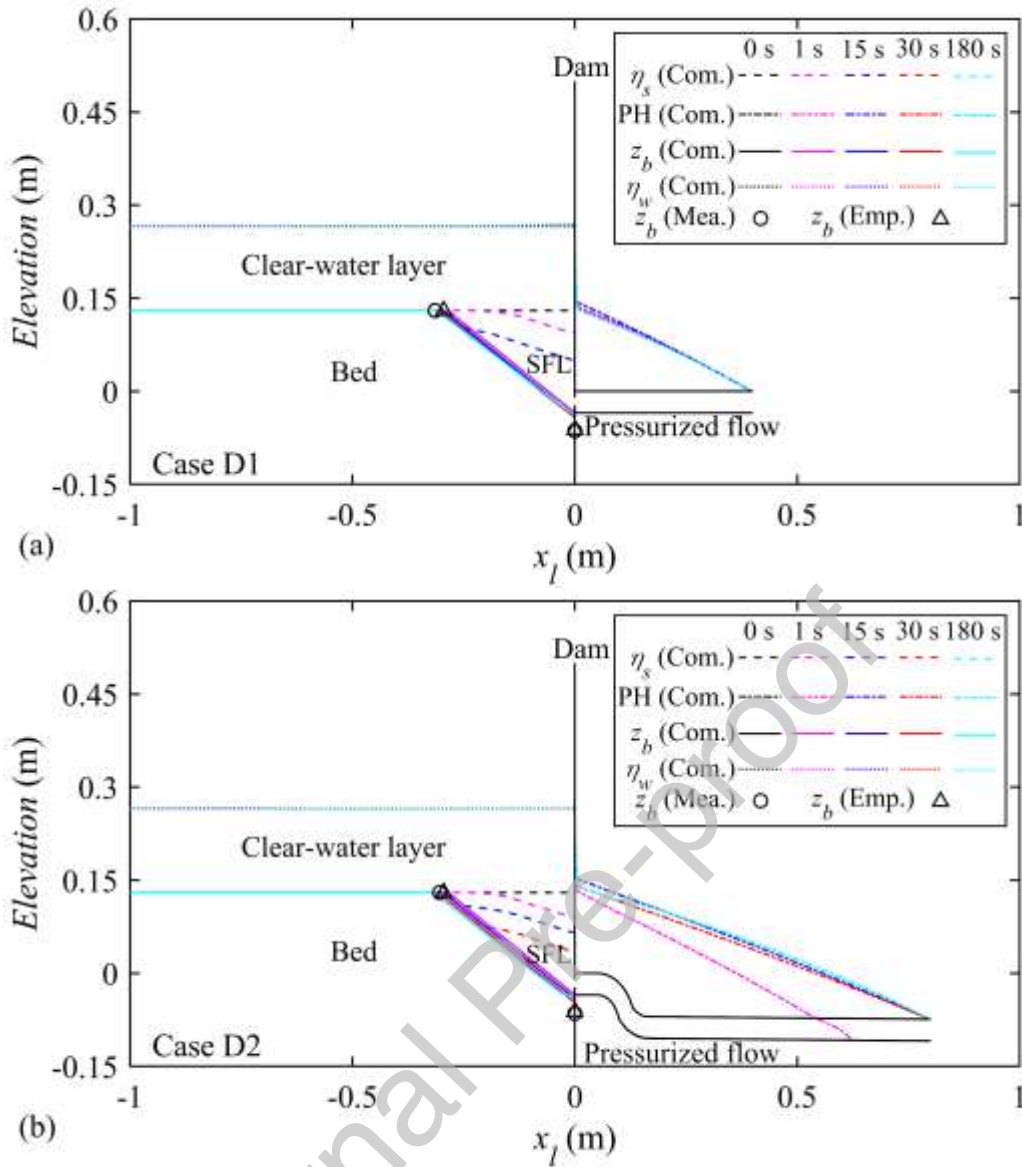 0.6
0.45
0.3
0.15
0
-0.15
Elevation (m)
Dam
0 s 1 s 15 s 30 s 180 s
η_s (Com.)
PH (Com.)
z_b (Com.)
η_w (Com.)
z_b (Mea.) z_b (Emp.)
Clear-water layer
Bed
SFL
Pressurized flow
Case D1
-1 -0.5 0 0.5 1
(a)
x_l (m)
0.6
0.45
0.3
0.15
0
-0.15
Elevation (m)
Dam
0 s 1 s 15 s 30 s 180 s
η_s (Com.)
PH (Com.)
z_b (Com.)
η_w (Com.)
z_b (Mea.) z_b (Emp.)
Clear-water layer
Bed
SFL
Case D2
Pressurized flow
-1 -0.5 0 0.5 1
(b)
x_l (m)
rnal Pre-proof